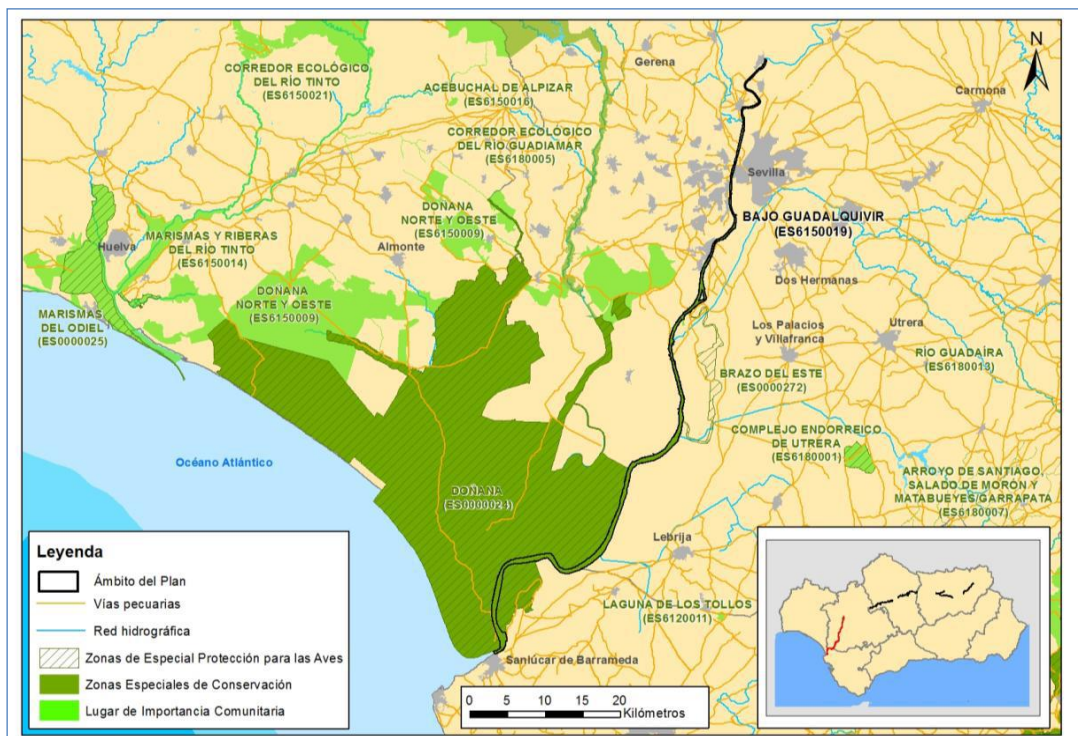 N
Gerena
CORREDOR ECOLÓGICO
DEL RÍO TINTO
(ES6150021)
ACEBUCHAL DE ALPIZAR
(ES6150016)
Carmona
CORREDOR ECOLÓGICO
DEL RÍO GUADIAMAR
(ES6180005)
Sevilla
DOÑANA
NORTE Y OESTE
(ES6150009)
BAJO GUADALQUIVIR
(ES6150019)
Huelva
MARISMAS Y RIBERAS
DEL RÍO TINTO
(ES6150014)
Almonte
Dos Hermanas
DOÑANA
NORTE Y OESTE
(ES6150009)
MARISMAS
DEL ODIEL
(ES0000025)
Los Palacios
y Villafranca
Utrera
RÍO GUADAÍRA
(ES6180013)
BRAZO DEL ESTE
(ES0000272)
COMPLEJO ENDORREICO
DE UTRERA
(ES6180001)
Océano Atlántico
ARROYO DE SANTIAGO,
SALADO DE MORÓN Y
MATABUEYES/GARRAPATA
(ES6180007)
DOÑANA
(ES0000024)
Lebrija
LAGUNA DE LOS TOLLOS
(ES6120011)
Sanlúcar de Barrameda
Leyenda
Ámbito del Plan
Vías pecuarias
Red hidrográfica
Zonas de Especial Protección para las Aves
Zonas Especiales de Conservación
Lugar de Importancia Comunitaria
0 5 10 15 20
Kilómetros